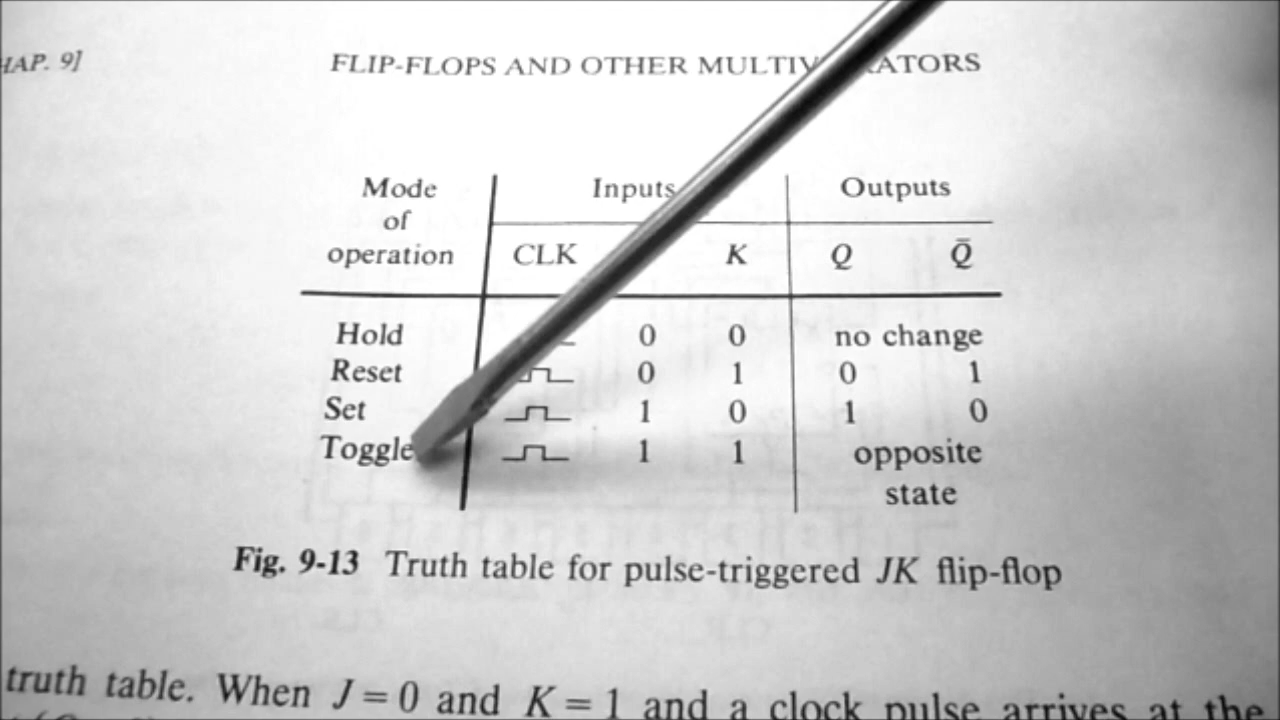 9]
FLIP-FLOPS AND OTHER
Mode Inputs Outputs
of
operation CLK K Q Q̄
Hold 0 0 no change
Reset 0 1 0 1
Set 1 0 1 0
Toggle 1 1 opposite
state
Fig. 9-13 Truth table for pulse-triggered JK flip-flop
truth table. When J = 0 and K = 1 and a clock pulse arrives at the